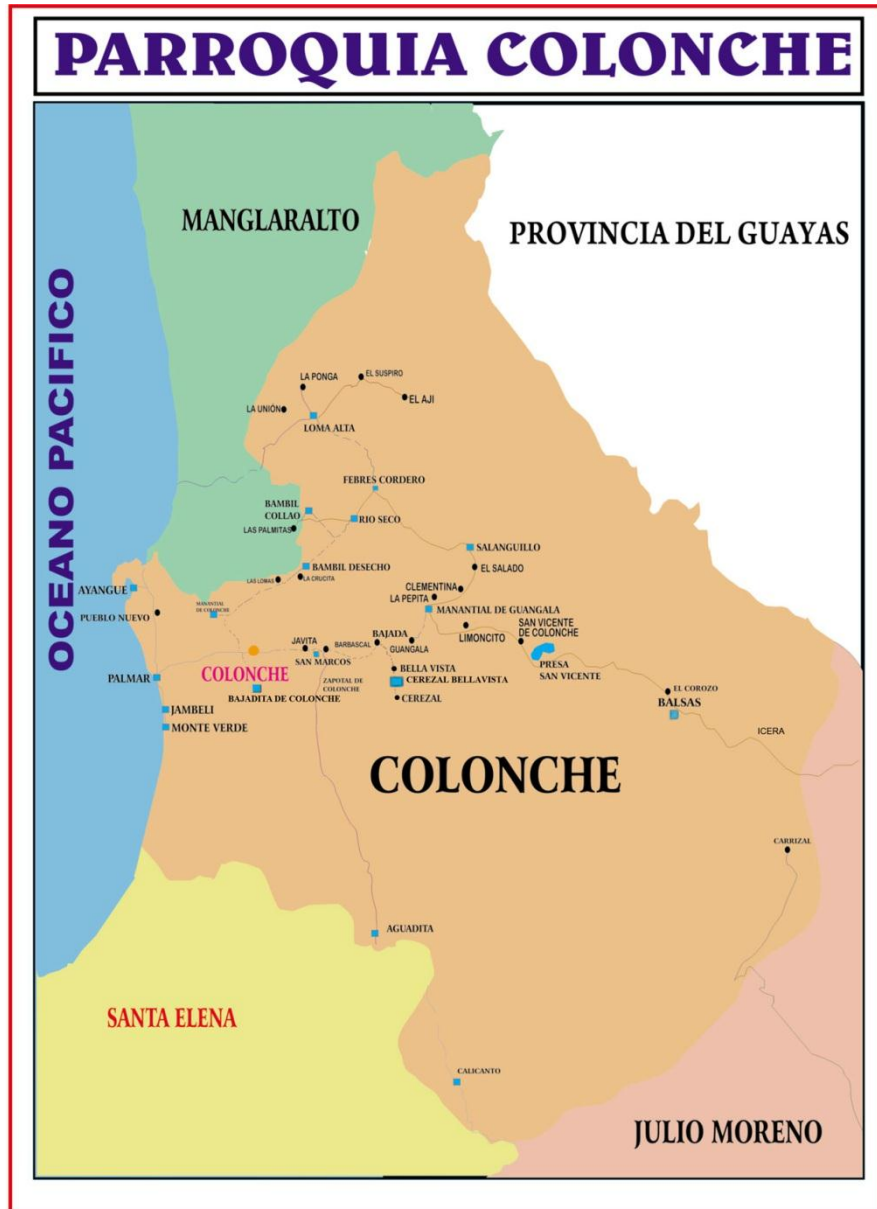 PARROQUIA COLONCHE
MANGLARALTO
PROVINCIA DEL GUAYAS
OCEANO PACIFICO
LA PONGA
EL SUSPIRO
EL AJI
LA UNIÓN
LOMA ALTA
FEBRES CORDERO
BAMBIL
COLLAO
RIO SECO
LAS PALMITAS
SALANGUILLO
BAMBIL DESECHO
EL SALADO
LAS LOMAS
LA CRUCITA
AYANGUE
CLEMENTINA
LA PEPITA
MANANTIAL
DE COLONCHE
MANANTIAL DE GUANGALA
PUEBLO NUEVO
SAN VICENTE
DE COLONCHE
LIMONCITO
JAVITA
BARBASCAL
BAJADA
GUANGALA
SAN MARCOS
PRESA
SAN VICENTE
COLONCHE
BELLA VISTA
PALMAR
ZAPOTAL DE
COLONCHE
CEREZAL BELLAVISTA
BAJADITA DE COLONCHE
CEREZAL
EL COROZO
BALSAS
JAMBELI
MONTE VERDE
ICERA
COLONCHE
CARRIZAL
AGUADITA
SANTA ELENA
CALICANTO
JULIO MORENO